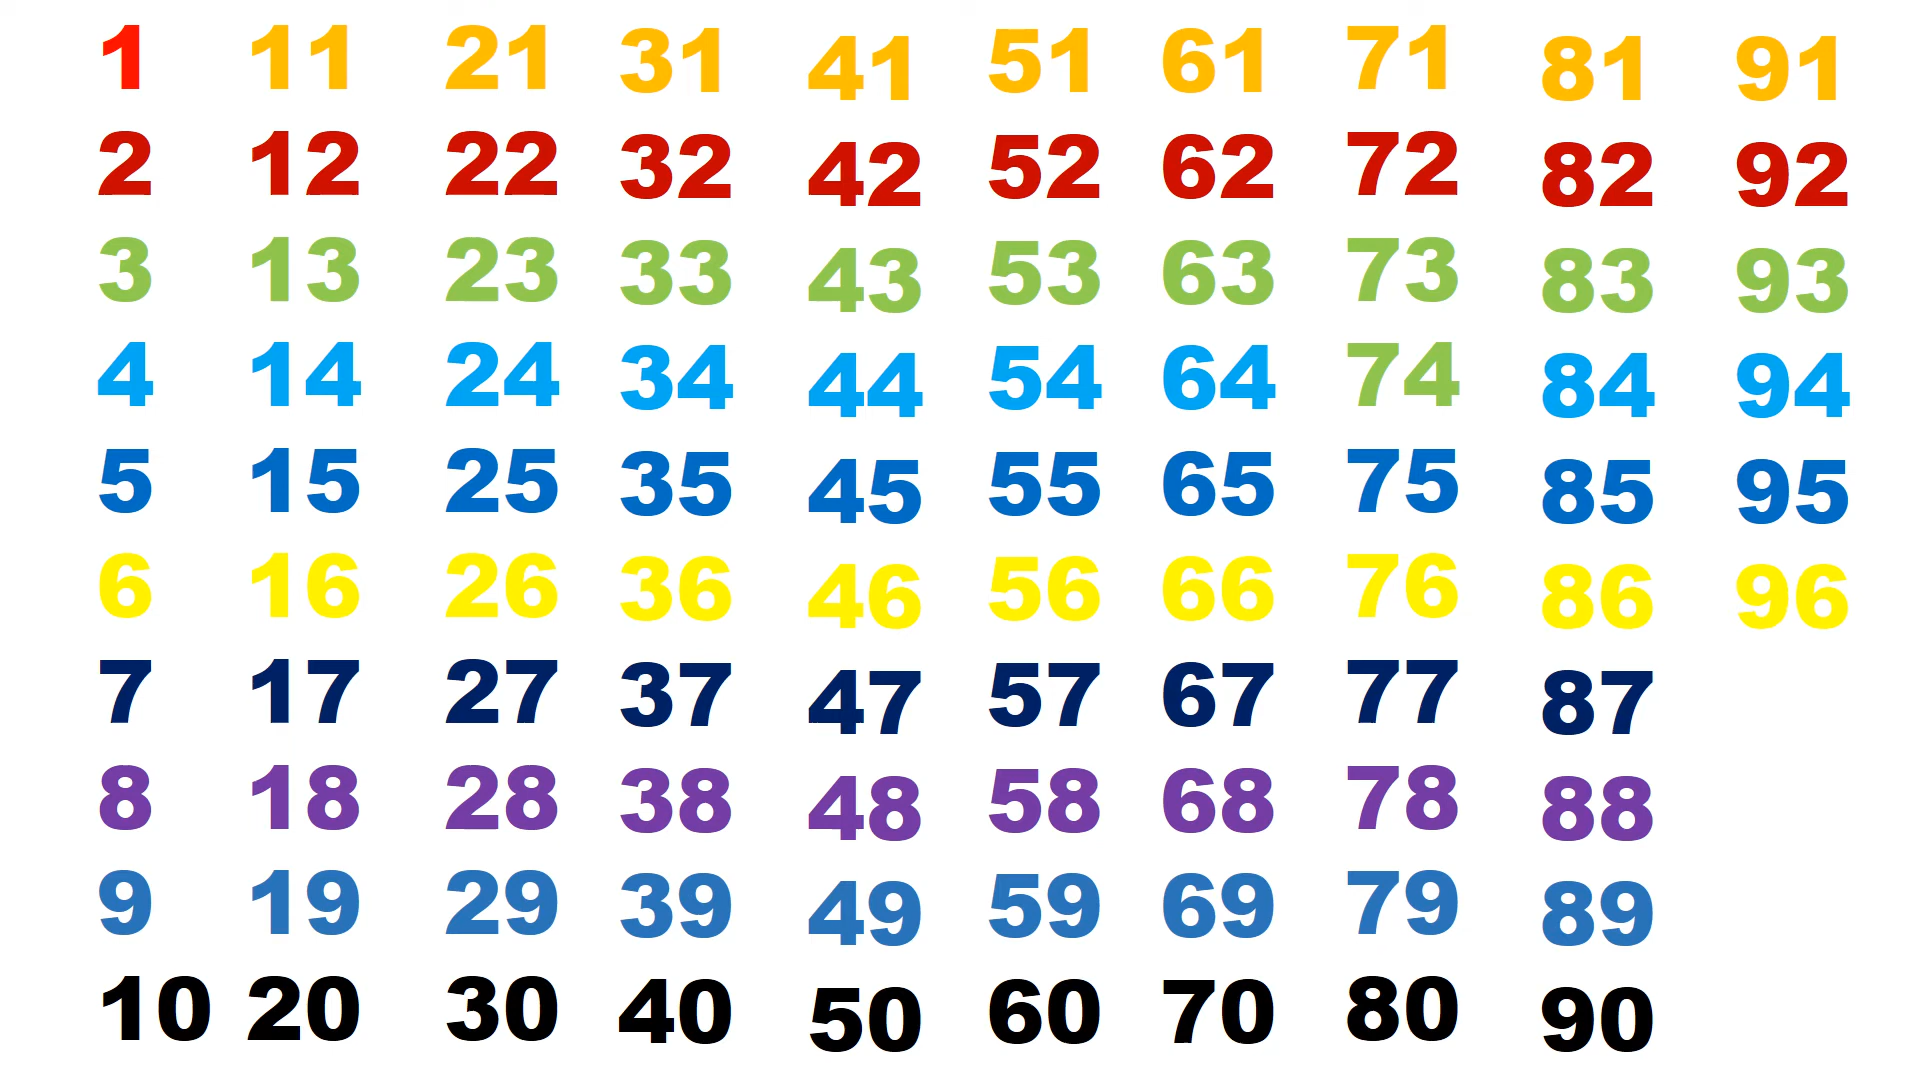 1 11 21 31 41 51 61 71 81 91
2 12 22 32 42 52 62 72 82 92
3 13 23 33 43 53 63 73 83 93
4 14 24 34 44 54 64 74 84 94
5 15 25 35 45 55 65 75 85 95
6 16 26 36 46 56 66 76 86 96
7 17 27 37 47 57 67 77 87
8 18 28 38 48 58 68 78 88
9 19 29 39 49 59 69 79 89
10 20 30 40 50 60 70 80 90